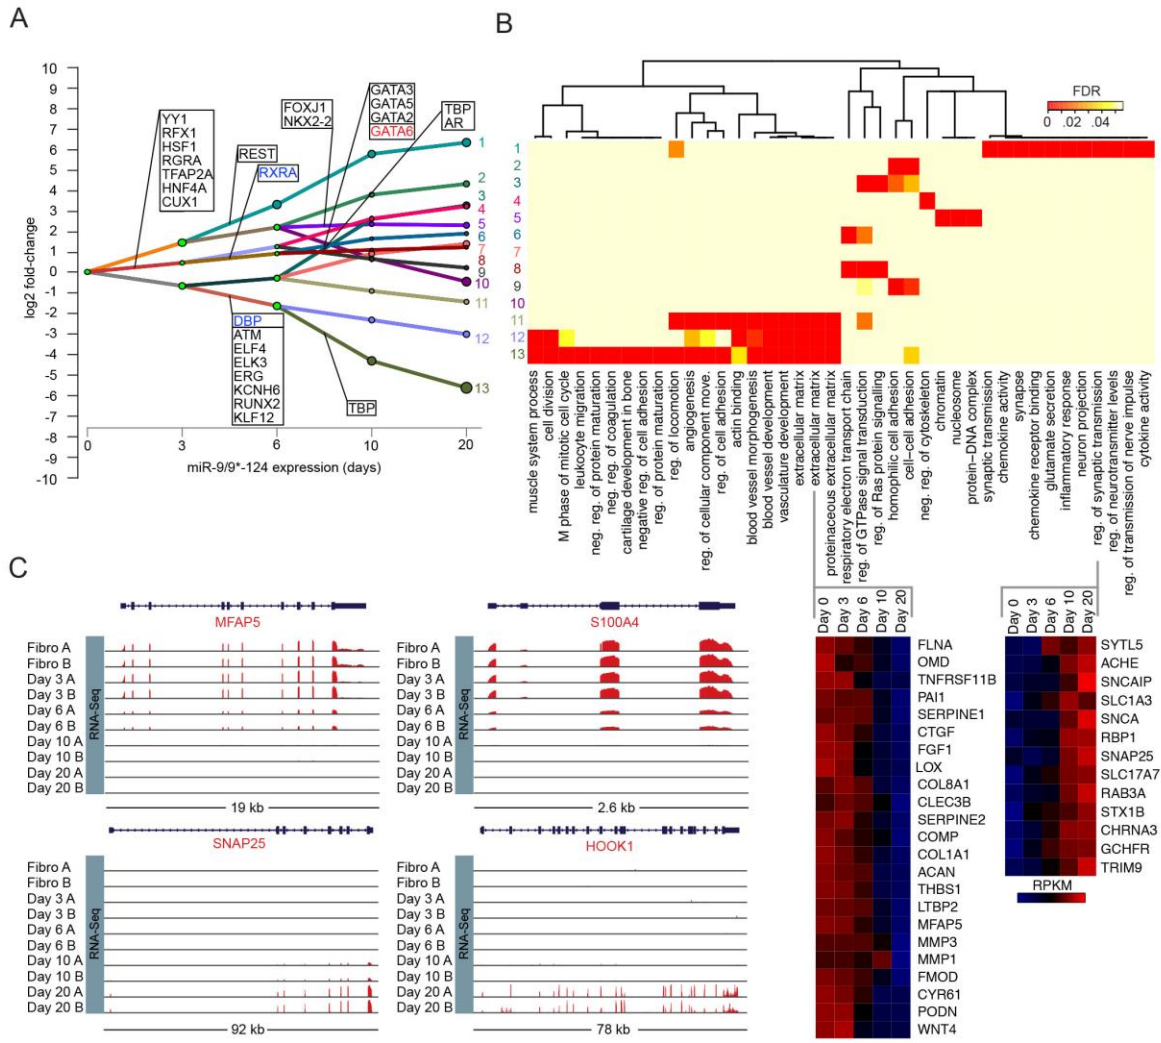 A
log2 fold-change
10
9
8
7
6
5
4
3
2
1
0
-1
-2
-3
-4
-5
-6
-7
-8
-9
-10
YY1
RFX1
HSF1
RGRA
TFAP2A
HNF4A
CUX1
REST
RXRA
FOXJ1
NKX2-2
GATA3
GATA5
GATA2
GATA6
TBP
AR
DBP
ATM
ELF4
ELK3
ERG
KCNH6
RUNX2
KLF12
TBP
1
2
3
4
5
6
7
8
9
10
11
12
13
0 3 6 10 20
miR-9/9*-124 expression (days)
B
FDR
0 .02 .04
1
2
3
4
5
6
7
8
9
10
11
12
13
muscle system process
cell division
M phase of mitotic cell cycle
leukocyte migration
neg. reg. of protein maturation
neg. reg. of coagulation
cartilage development in bone
negative reg. of cell adhesion
reg. of protein maturation
reg. of locomotion
angiogenesis
reg. of cellular component move.
reg. of cell adhesion
actin binding
blood vessel morphogenesis
blood vessel development
vasculature development
extracellular matrix
extracellular matrix
proteinaceous extracellular matrix
respiratory electron transport chain
reg. of GTPase signal transduction
reg. of Ras protein signalling
homophilic cell adhesion
cell-cell adhesion
neg. reg. of cytoskeleton
chromatin
nucleosome
protein-DNA complex
synaptic transmission
chemokine activity
synapse
chemokine receptor binding
glutamate secretion
inflammatory response
neuron projection
reg. of synaptic transmission
reg. of neurotransmitter levels
reg. of transmission of nerve impulse
cytokine activity
Day 0
Day 3
Day 6
Day 10
Day 20
FLNA
OMD
TNFRSF11B
PAI1
SERPINE1
CTGF
FGF1
LOX
COL8A1
CLEC3B
SERPINE2
COMP
COL1A1
ACAN
THBS1
LTBP2
MFAP5
MMP3
MMP1
FMOD
CYR61
PODN
WNT4
Day 0
Day 3
Day 6
Day 10
Day 20
SYTL5
ACHE
SNCAIP
SLC1A3
SNCA
RBP1
SNAP25
SLC17A7
RAB3A
STX1B
CHRNA3
GCHFR
TRIM9
RPKM
C
MFAP5
RNA-Seq
Fibro A
Fibro B
Day 3 A
Day 3 B
Day 6 A
Day 6 B
Day 10 A
Day 10 B
Day 20 A
Day 20 B
19 kb
S100A4
RNA-Seq
Fibro A
Fibro B
Day 3 A
Day 3 B
Day 6 A
Day 6 B
Day 10 A
Day 10 B
Day 20 A
Day 20 B
2.6 kb
SNAP25
RNA-Seq
Fibro A
Fibro B
Day 3 A
Day 3 B
Day 6 A
Day 6 B
Day 10 A
Day 10 B
Day 20 A
Day 20 B
92 kb
HOOK1
RNA-Seq
Fibro A
Fibro B
Day 3 A
Day 3 B
Day 6 A
Day 6 B
Day 10 A
Day 10 B
Day 20 A
Day 20 B
78 kb